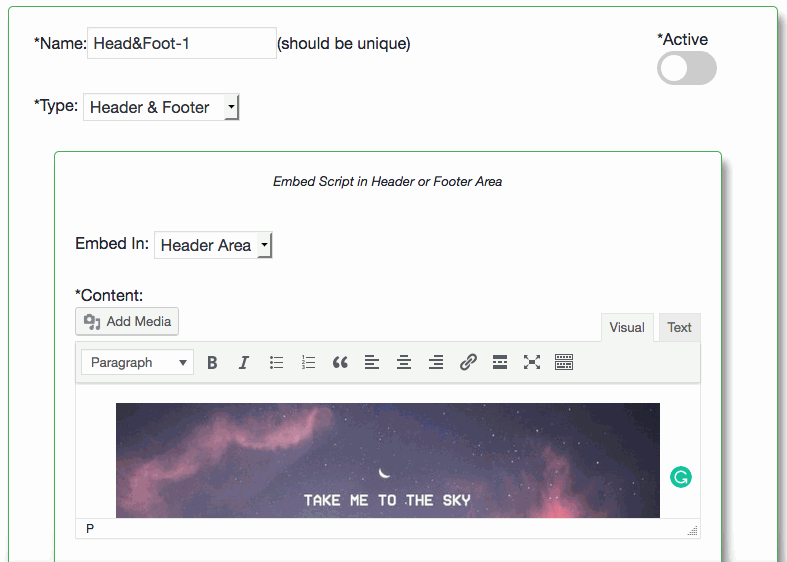 *Name: Head&Foot-1 (should be unique)
*Active
*Type: Header & Footer
Embed Script in Header or Footer Area
Embed In: Header Area
*Content:
Add Media
Visual Text
Paragraph B I
TAKE ME TO THE SKY
P